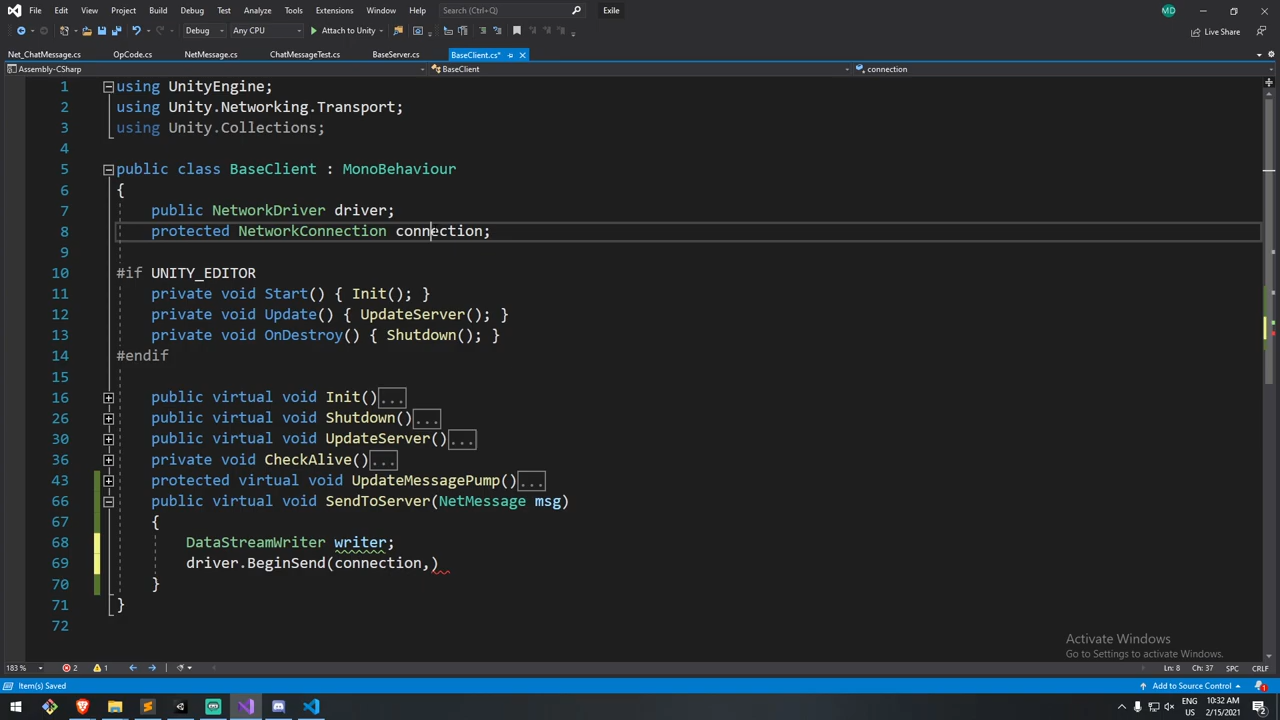 File Edit View Project Build Debug Test Analyze Tools Extensions Window Help Search (Ctrl+Q) Exile MD
Debug Any CPU Attach to Unity Live Share
Net_ChatMessage.cs OpCode.cs NetMessage.cs ChatMessageTest.cs BaseServer.cs BaseClient.cs*
Assembly-CSharp BaseClient connection
1 using UnityEngine;
2 using Unity.Networking.Transport;
3 using Unity.Collections;
4
5 public class BaseClient : MonoBehaviour
6 {
7 public NetworkDriver driver;
8 protected NetworkConnection connection;
9
10 #if UNITY_EDITOR
11 private void Start() { Init(); }
12 private void Update() { UpdateServer(); }
13 private void OnDestroy() { Shutdown(); }
14 #endif
15
16 public virtual void Init()...
26 public virtual void Shutdown()...
30 public virtual void UpdateServer()...
36 private void CheckAlive()...
43 protected virtual void UpdateMessagePump()...
66 public virtual void SendToServer(NetMessage msg)
67 {
68 DataStreamWriter writer;
69 driver.BeginSend(connection,)
70 }
71 }
72
Activate Windows
Go to Settings to activate Windows.
183 % 2 1 Ln: 8 Ch: 37 SPC CRLF
Item(s) Saved Add to Source Control 1
ENG 10:32 AM
US 2/15/2021 2